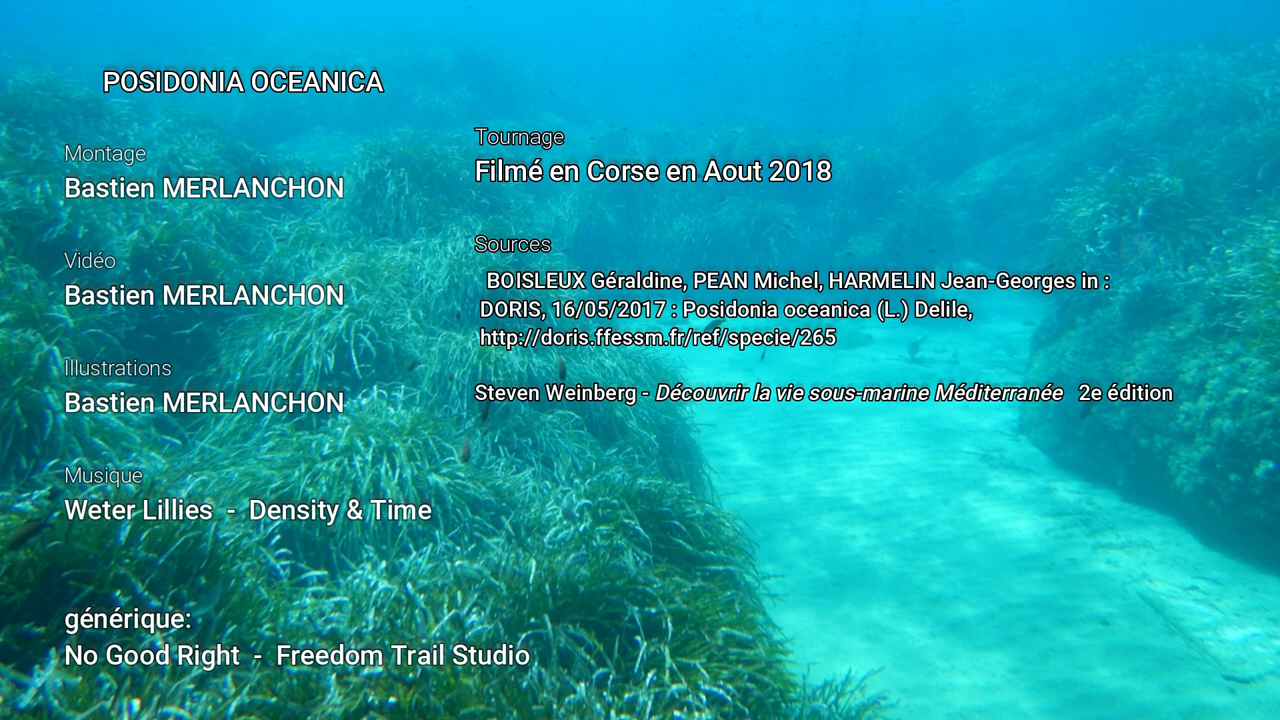 POSIDONIA OCEANICA
Montage
Bastien MERLANCHON
Vidéo
Bastien MERLANCHON
Illustrations
Bastien MERLANCHON
Musique
Weter Lillies - Density & Time
générique:
No Good Right - Freedom Trail Studio
Tournage
Filmé en Corse en Aout 2018
Sources
BOISLEUX Géraldine, PEAN Michel, HARMELIN Jean-Georges in :
DORIS, 16/05/2017 : Posidonia oceanica (L.) Delile,
http://doris.ffessm.fr/ref/specie/265
Steven Weinberg - Découvrir la vie sous-marine Méditerranée 2e édition